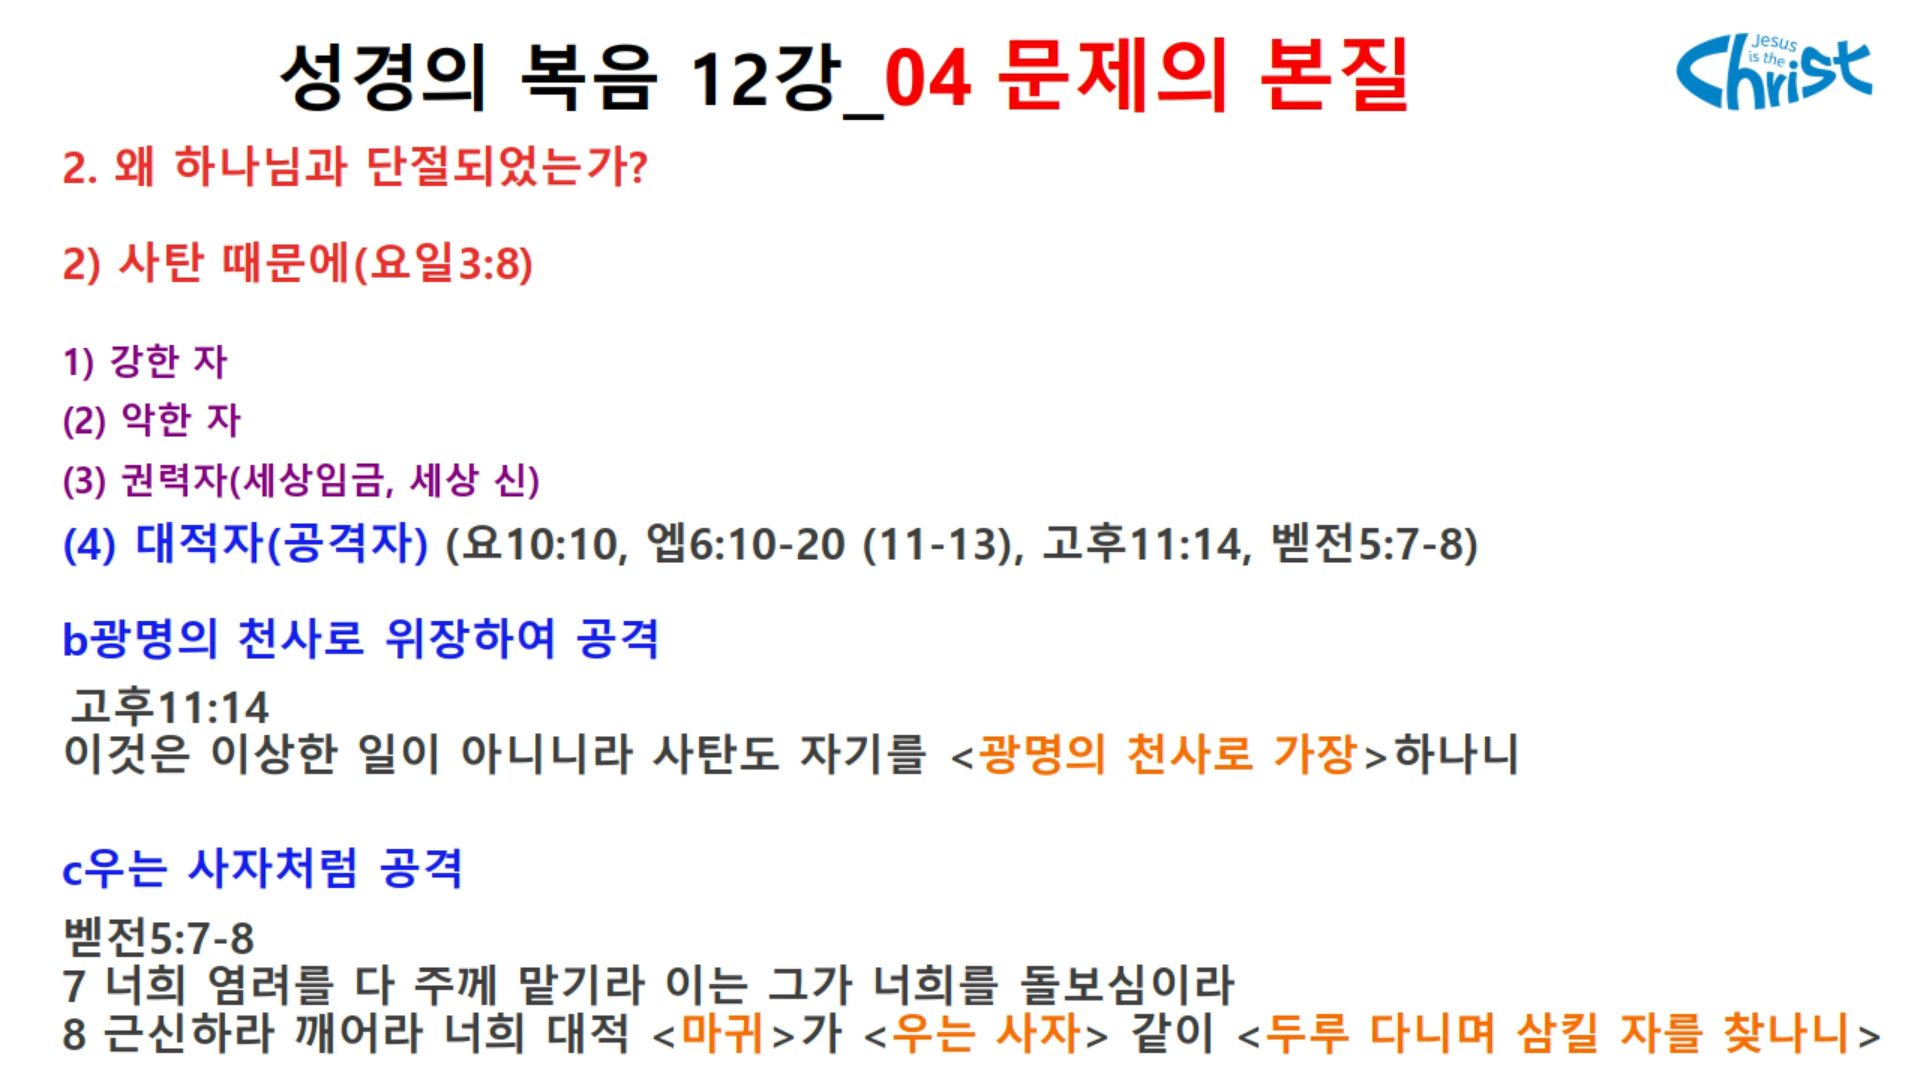 성경의 복음 12강_04 문제의 본질
Jesus
is the
Christ
2. 왜 하나님과 단절되었는가?
2) 사탄 때문에(요일3:8)
1) 강한 자
(2) 악한 자
(3) 권력자(세상임금, 세상 신)
(4) 대적자(공격자) (요10:10, 엡6:10-20 (11-13), 고후11:14, 벧전5:7-8)
b광명의 천사로 위장하여 공격
고후11:14
이것은 이상한 일이 아니니라 사탄도 자기를 <광명의 천사로 가장>하나니
c우는 사자처럼 공격
벧전5:7-8
7 너희 염려를 다 주께 맡기라 이는 그가 너희를 돌보심이라
8 근신하라 깨어라 너희 대적 <마귀>가 <우는 사자> 같이 <두루 다니며 삼킬 자를 찾나니>